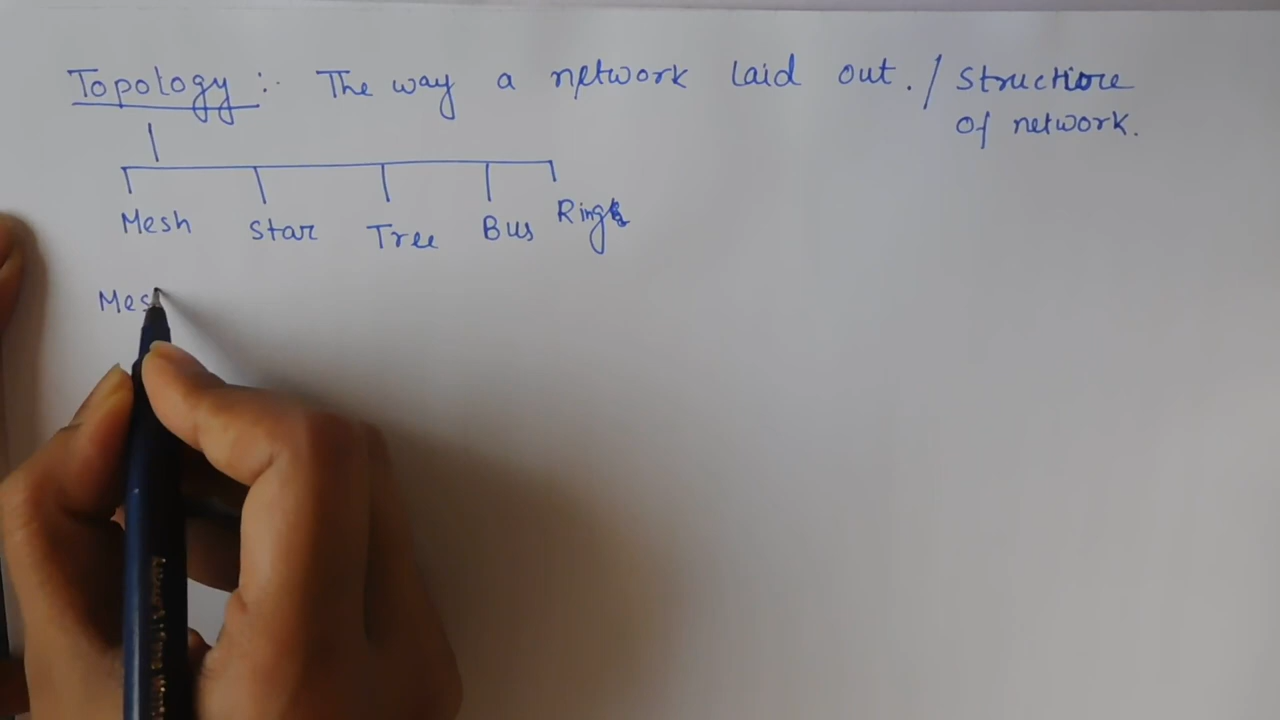 Topology :- The way a network laid out. / Structure
of network.
Mesh Star Tree Bus Ring
Mes